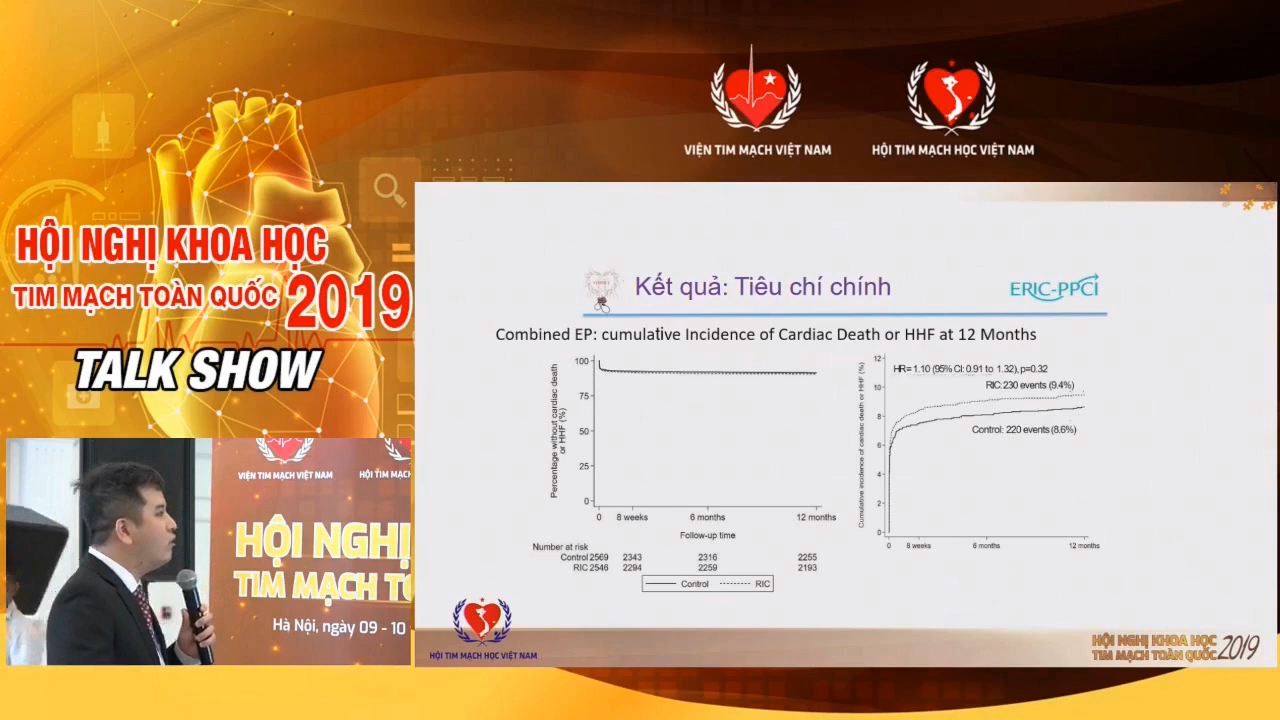 VIỆN TIM MẠCH VIỆT NAM
HỘI TIM MẠCH HỌC VIỆT NAM
HỘI NGHỊ KHOA HỌC
TIM MẠCH TOÀN QUỐC 2019
TALK SHOW
VIỆN TIM MẠCH VIỆT NAM
HỘI TIM MẠC
HỘI NGHỊ
TIM MẠCH TO
Hà Nội, ngày 09 - 10
Kết quả: Tiêu chí chính
ERIC-PPCI
Combined EP: cumulative Incidence of Cardiac Death or HHF at 12 Months
Percentage without cardiac death
or HHF (%)
100
75
50
25
0
0 8 weeks 6 months 12 months
Follow-up time
Number at risk
Control 2569 2343 2316 2255
RIC 2546 2294 2259 2193
Control RIC
Cumulative incidence of cardiac death or HHF (%)
12
10
8
6
4
2
0
HR= 1.10 (95% CI: 0.91 to 1.32), p=0.32
RIC: 230 events (9.4%)
Control: 220 events (8.6%)
0 8 weeks 6 months 12 months
HỘI TIM MẠCH HỌC VIỆT NAM
HỘI NGHỊ KHOA HỌC
TIM MẠCH TOÀN QUỐC 2019